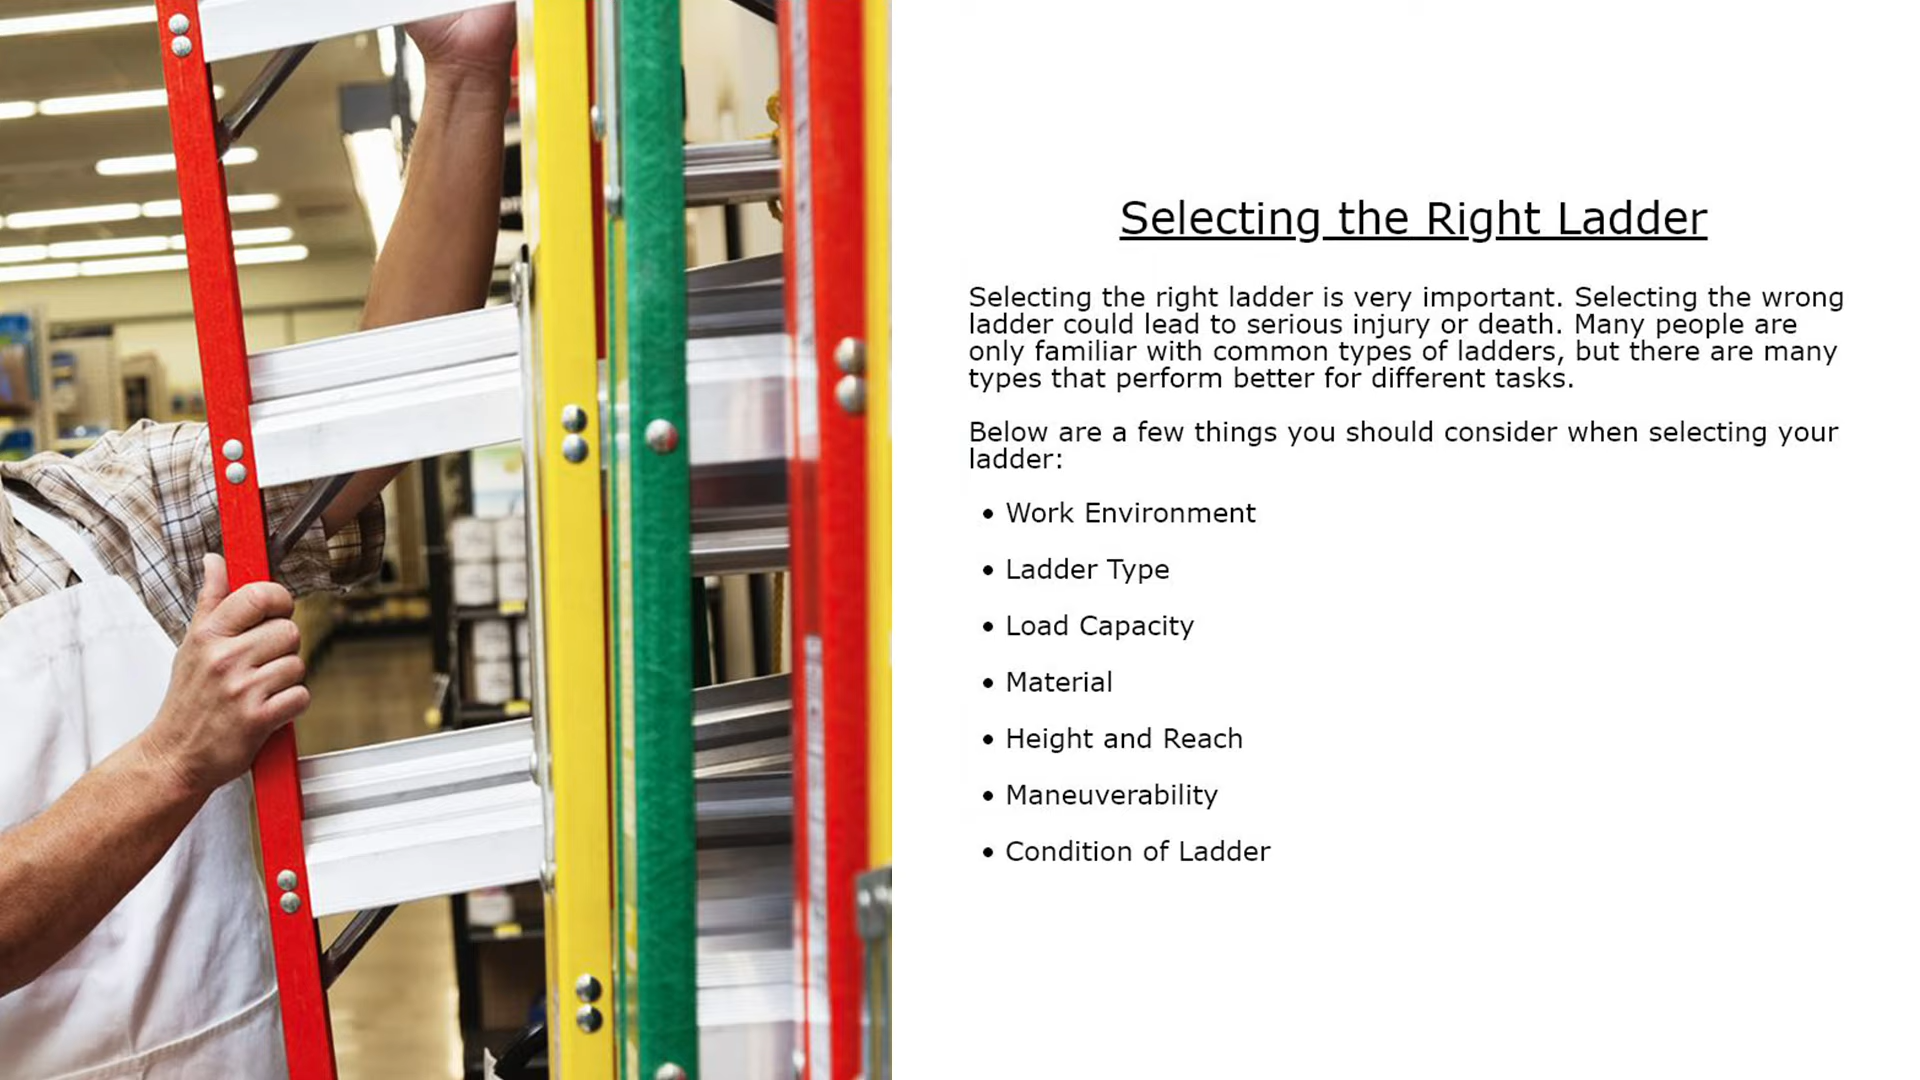 Selecting the Right Ladder
Selecting the right ladder is very important. Selecting the wrong
ladder could lead to serious injury or death. Many people are
only familiar with common types of ladders, but there are many
types that perform better for different tasks.
Below are a few things you should consider when selecting your
ladder:
• Work Environment
• Ladder Type
• Load Capacity
• Material
• Height and Reach
• Maneuverability
• Condition of Ladder